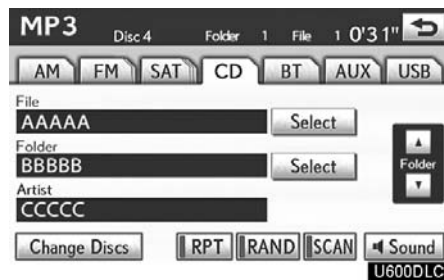 MP3 Disc 4 Folder 1 File 1 0'31"
AM FM SAT CD BT AUX USB
File
AAAAA Select
Folder
BBBBB Select
Folder
Artist
CCCCC
Change Discs RPT RAND SCAN Sound
U600DLC